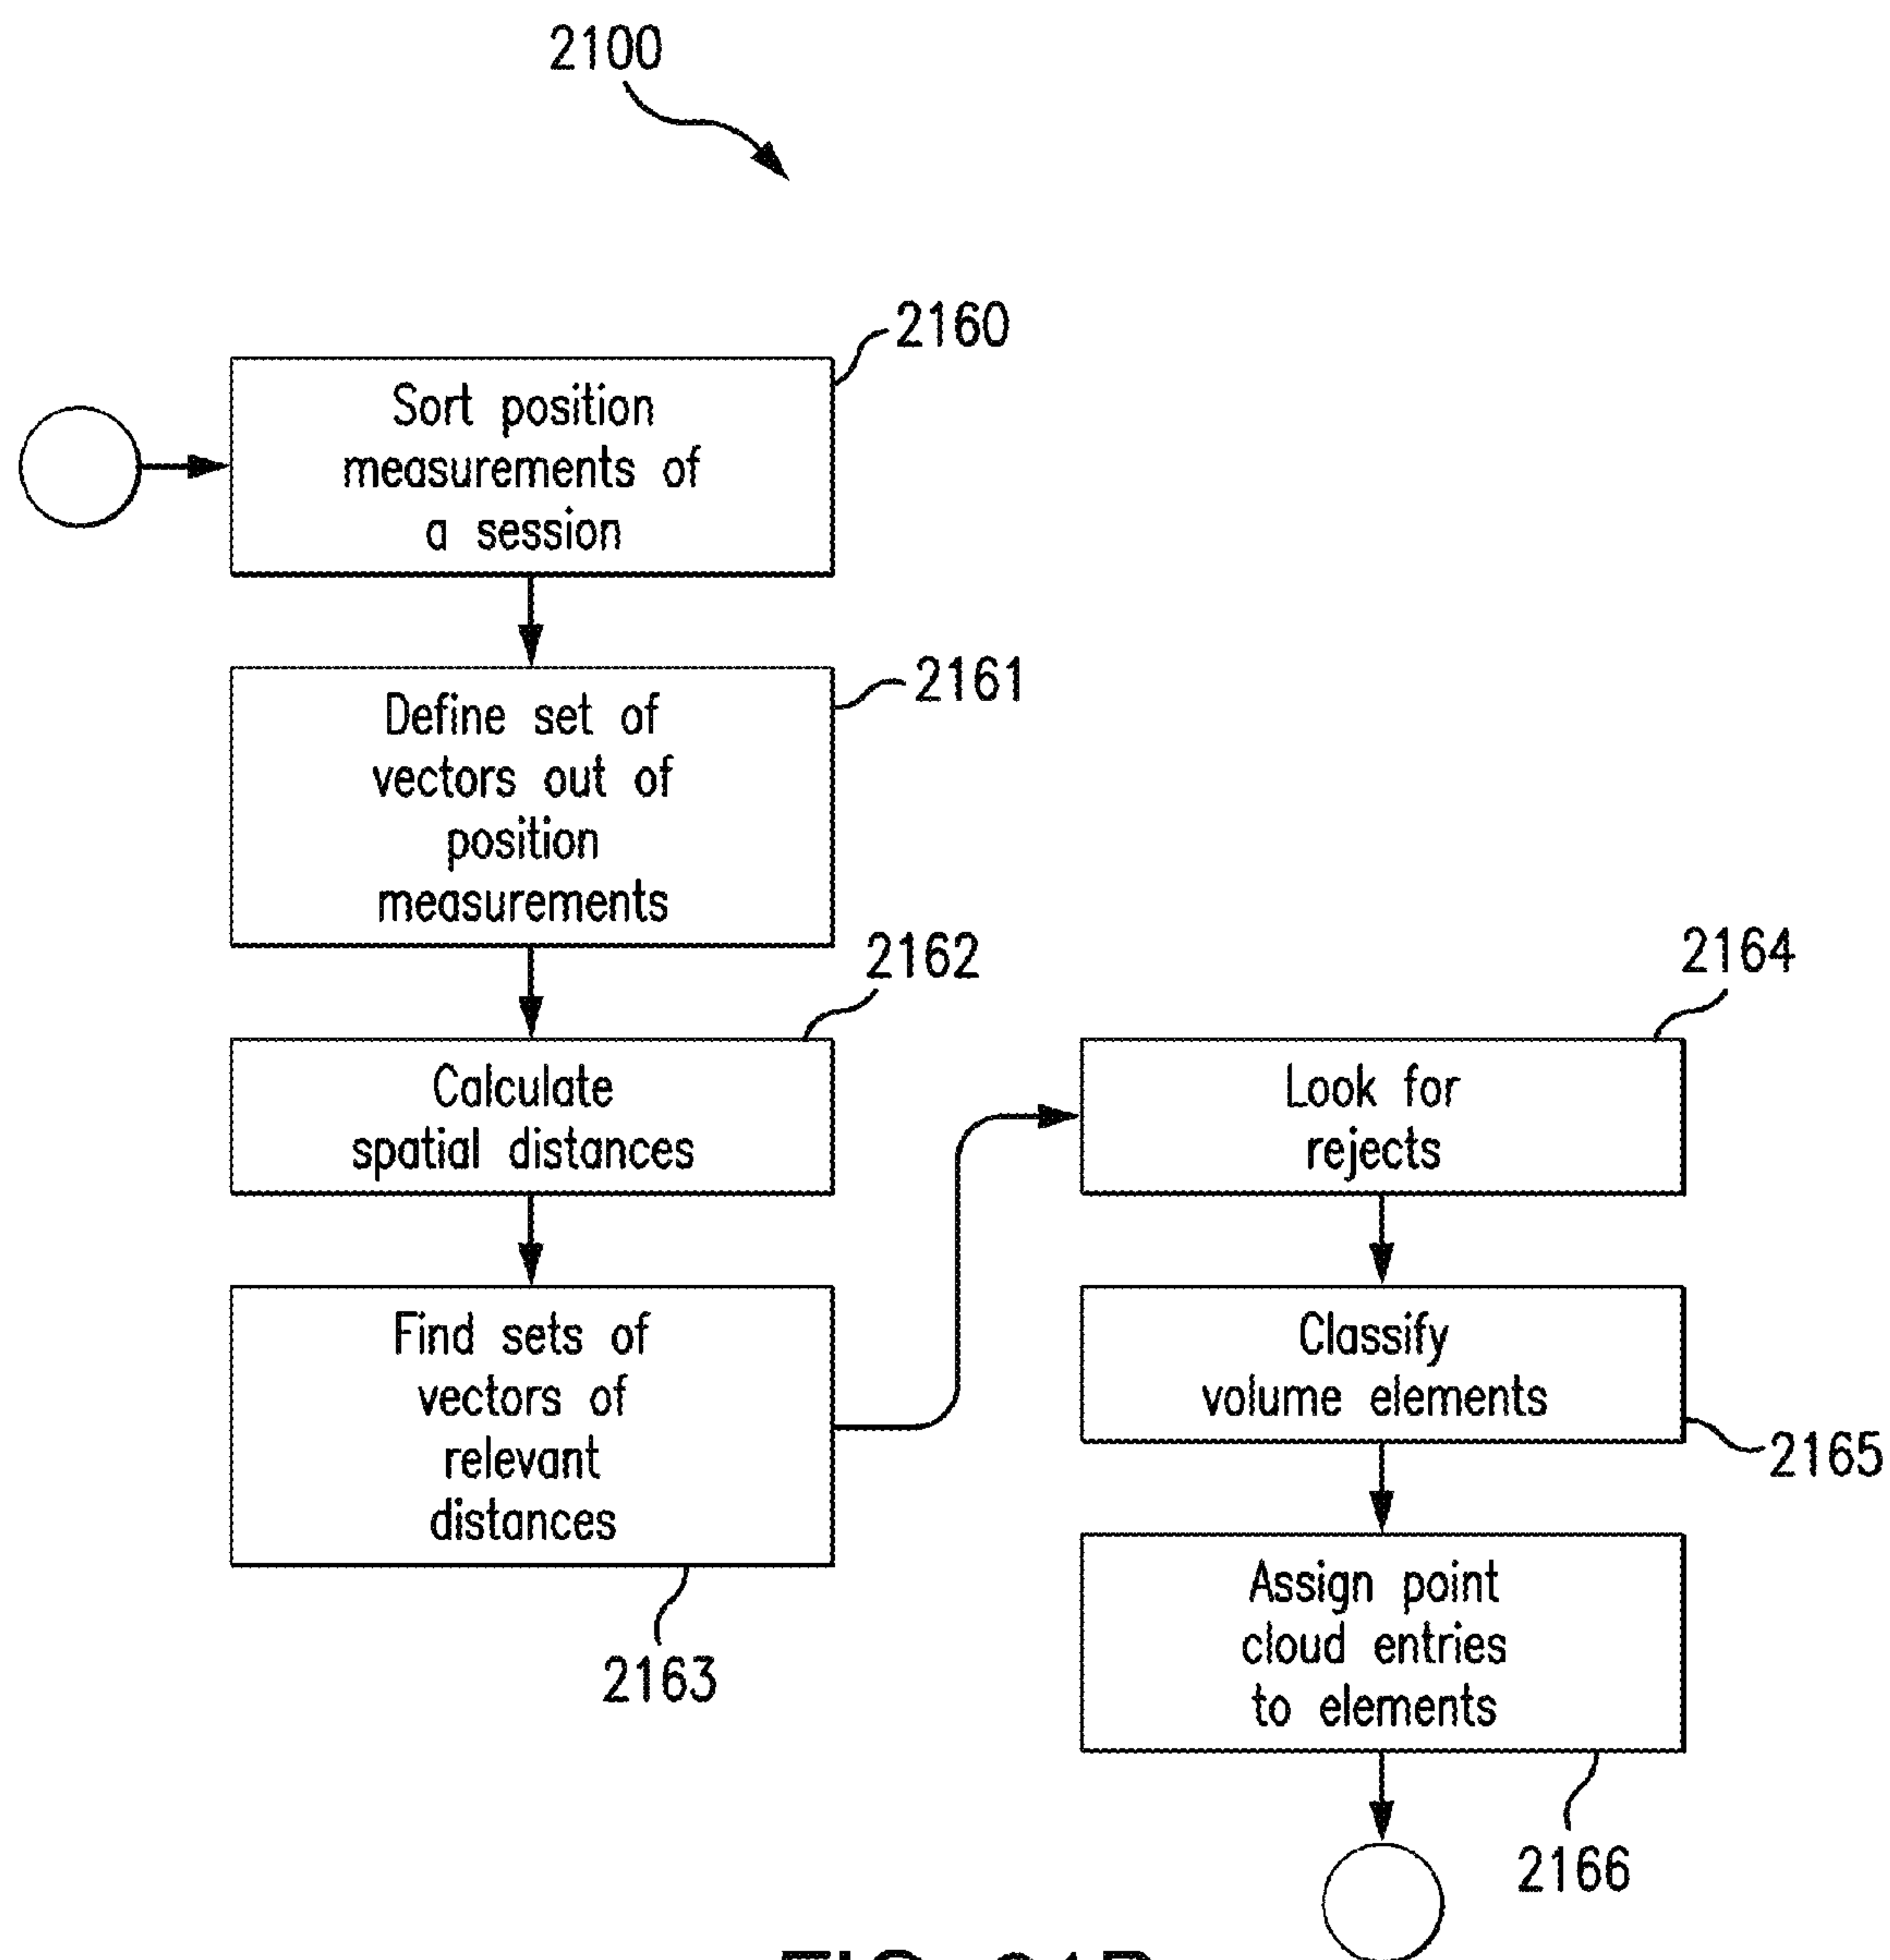 2100
2160
Sort position
measurements of
a session
2161
Define set of
vectors out of
position
measurements
2162
Calculate
spatial distances
Find sets of
vectors of
relevant
distances
2163
2164
Look for
rejects
Classify
volume elements
2165
Assign point
cloud entries
to elements
2166